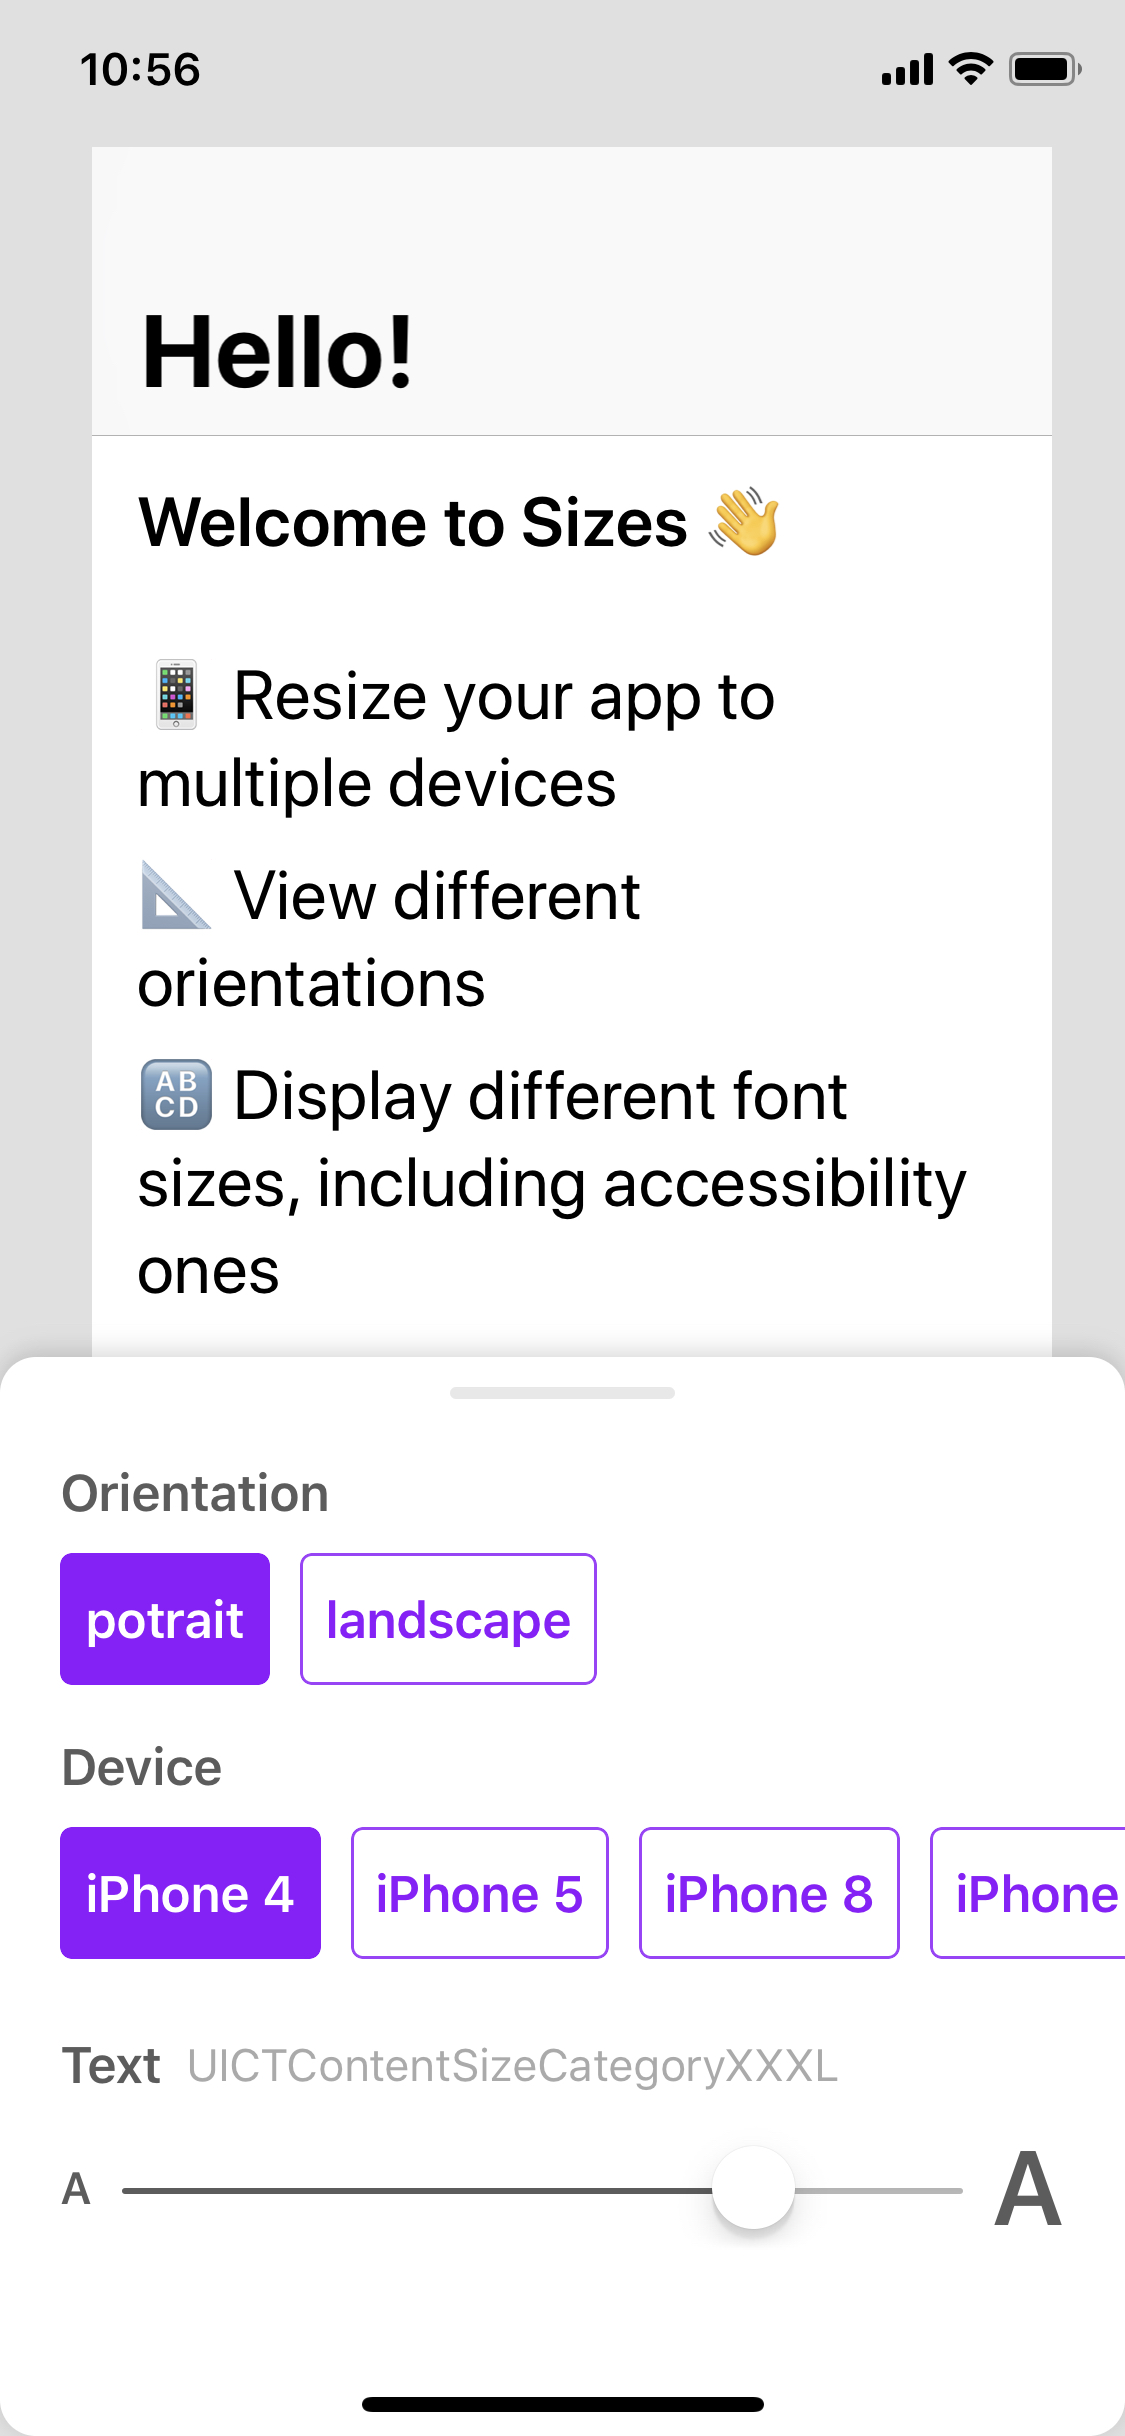 10:56
Hello!
Welcome to Sizes 👋
📱 Resize your app to
multiple devices
📐 View different
orientations
🔠 Display different font
sizes, including accessibility
ones
Orientation
potrait landscape
Device
iPhone 4 iPhone 5 iPhone 8 iPhone
Text UICTContentSizeCategoryXXXL
A A